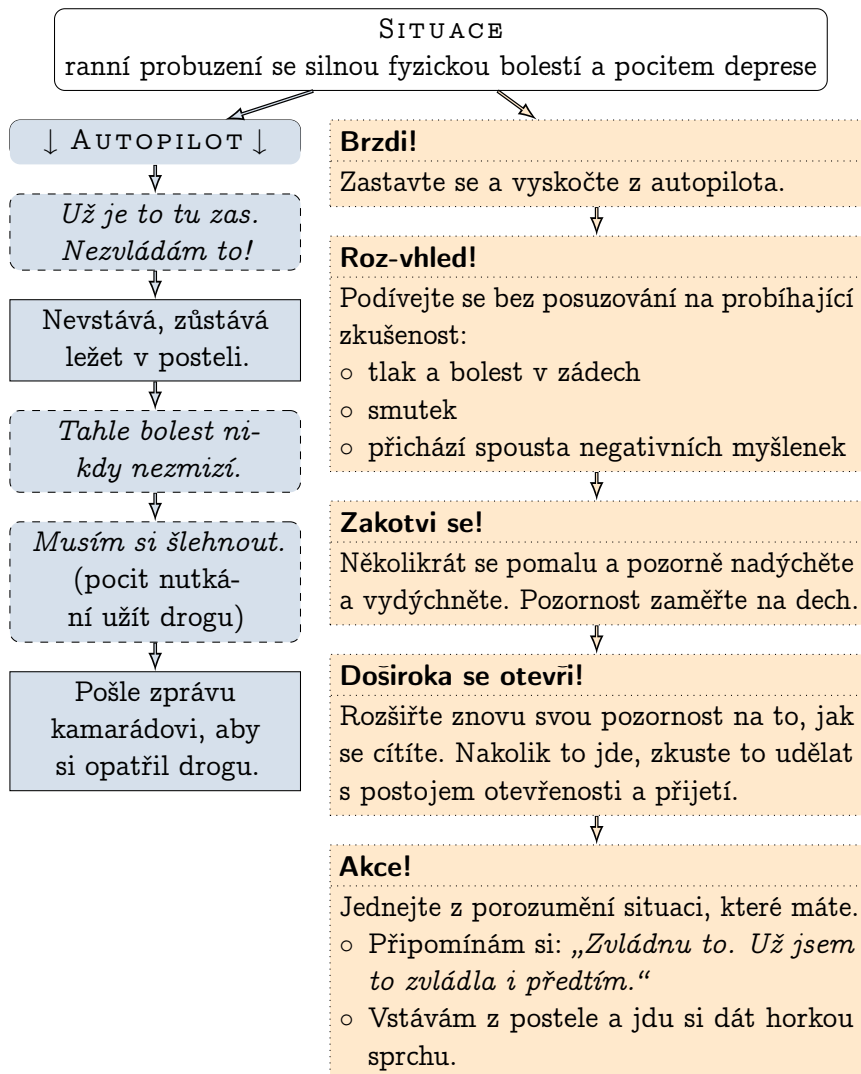 SITUACE
ranní probuzení se silnou fyzickou bolestí a pocitem deprese
↓ AUTOPILOT ↓
Už je to tu zas.
Nezvládám to!
Nevstává, zůstává
ležet v posteli.
Tahle bolest ni-
kdy nezmizí.
Musím si šlehnout.
(pocit nutká-
ní užít drogu)
Pošle zprávu
kamarádovi, aby
si opatřil drogu.
Brzdi!
Zastavte se a vyskočte z autopilota.
Roz-vhled!
Podívejte se bez posuzování na probíhající
zkušenost:
◦ tlak a bolest v zádech
◦ smutek
◦ přichází spousta negativních myšlenek
Zakotvi se!
Několikrát se pomalu a pozorně nadýchěte
a vydýchněte. Pozornost zaměřte na dech.
Doširoka se otevři!
Rozšiřte znovu svou pozornost na to, jak
se cítíte. Nakolik to jde, zkuste to udělat
s postojem otevřenosti a přijetí.
Akce!
Jednejte z porozumění situaci, které máte.
◦ Připomínám si: „Zvládnu to. Už jsem
to zvládla i předtím.“
◦ Vstávám z postele a jdu si dát horkou
sprchu.